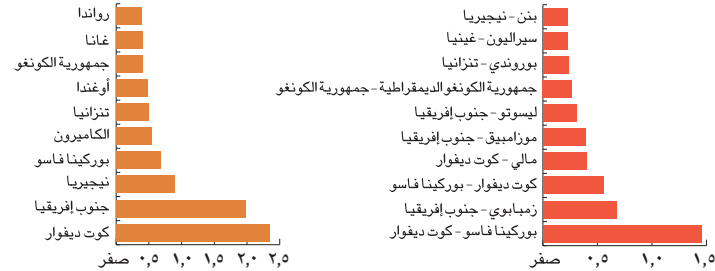 بنن – نيجيريا
سيراليون – غينيا
بوروندي – تنزانيا
جمهورية الكونغو الديمقراطية – جمهورية الكونغو
ليسوتو – جنوب إفريقيا
موزامبيق – جنوب إفريقيا
مالي – كوت ديفوار
كوت ديفوار – بوركينا فاسو
زمبابوي – جنوب إفريقيا
بوركينا فاسو – كوت ديفوار
صفر ٠,٥ ١,٠ ١,٥
رواندا
غانا
جمهورية الكونغو
أوغندا
تنزانيا
الكاميرون
بوركينا فاسو
نيجيريا
جنوب إفريقيا
كوت ديفوار
صفر ٠,٥ ١,٠ ١,٥ ٢,٠ ٢,٥